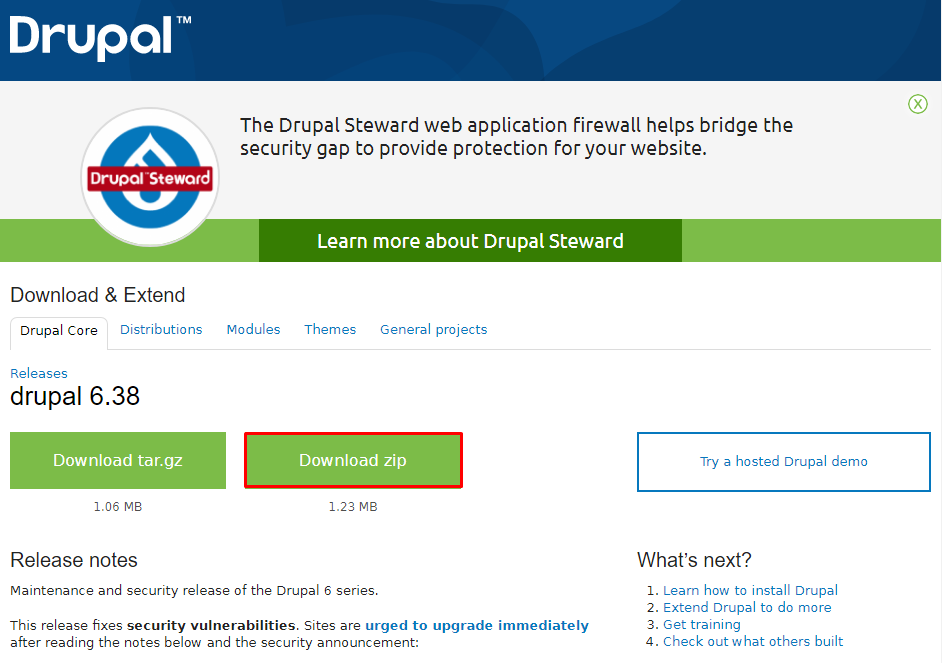 Drupal™
The Drupal Steward web application firewall helps bridge the
security gap to provide protection for your website.
X
Drupal™Steward
Learn more about Drupal Steward
Download & Extend
Drupal Core Distributions Modules Themes General projects
Releases
drupal 6.38
Download tar.gz Download zip Try a hosted Drupal demo
1.06 MB 1.23 MB
Release notes
Maintenance and security release of the Drupal 6 series.
This release fixes security vulnerabilities. Sites are urged to upgrade immediately
after reading the notes below and the security announcement:
What’s next?
1. Learn how to install Drupal
2. Extend Drupal to do more
3. Get training
4. Check out what others built